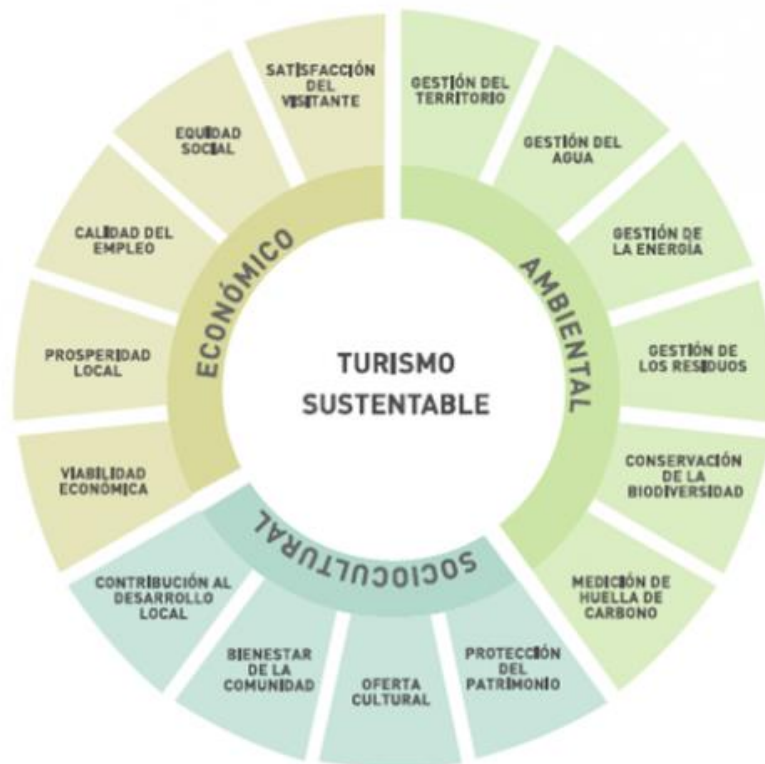 TURISMO
SUSTENTABLE
AMBIENTAL
GESTIÓN DEL
TERRITORIO
GESTIÓN DEL
AGUA
GESTIÓN DE
LA ENERGÍA
GESTIÓN DE
LOS RESIDUOS
CONSERVACIÓN
DE LA
BIODIVERSIDAD
MEDICIÓN DE
HUELLA DE
CARBONO
SOCIOCULTURAL
PROTECCIÓN
DEL
PATRIMONIO
OFERTA
CULTURAL
BIENESTAR
DE LA
COMUNIDAD
CONTRIBUCIÓN AL
DESARROLLO
LOCAL
ECONÓMICO
VIABILIDAD
ECONÓMICA
PROSPERIDAD
LOCAL
CALIDAD DEL
EMPLEO
EQUIDAD
SOCIAL
SATISFACCIÓN
DEL
VISITANTE